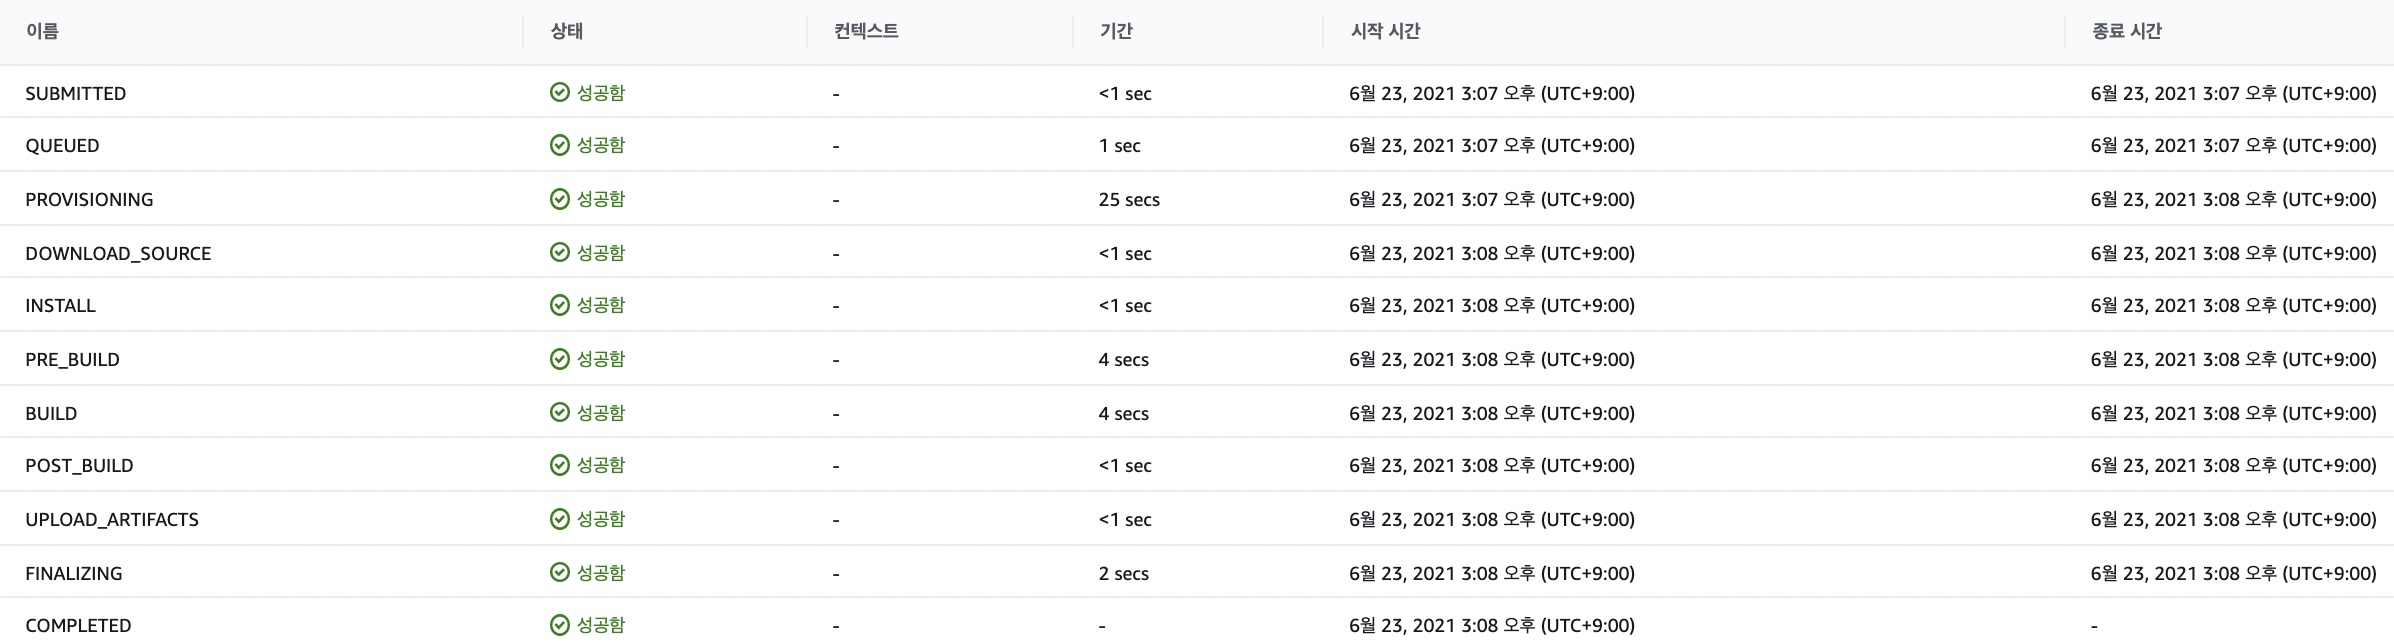 이름 상태 컨텍스트 기간 시작 시간 종료 시간
SUBMITTED 성공함 - <1 sec 6월 23, 2021 3:07 오후 (UTC+9:00) 6월 23, 2021 3:07 오후 (UTC+9:00)
QUEUED 성공함 - 1 sec 6월 23, 2021 3:07 오후 (UTC+9:00) 6월 23, 2021 3:07 오후 (UTC+9:00)
PROVISIONING 성공함 - 25 secs 6월 23, 2021 3:07 오후 (UTC+9:00) 6월 23, 2021 3:08 오후 (UTC+9:00)
DOWNLOAD_SOURCE 성공함 - <1 sec 6월 23, 2021 3:08 오후 (UTC+9:00) 6월 23, 2021 3:08 오후 (UTC+9:00)
INSTALL 성공함 - <1 sec 6월 23, 2021 3:08 오후 (UTC+9:00) 6월 23, 2021 3:08 오후 (UTC+9:00)
PRE_BUILD 성공함 - 4 secs 6월 23, 2021 3:08 오후 (UTC+9:00) 6월 23, 2021 3:08 오후 (UTC+9:00)
BUILD 성공함 - 4 secs 6월 23, 2021 3:08 오후 (UTC+9:00) 6월 23, 2021 3:08 오후 (UTC+9:00)
POST_BUILD 성공함 - <1 sec 6월 23, 2021 3:08 오후 (UTC+9:00) 6월 23, 2021 3:08 오후 (UTC+9:00)
UPLOAD_ARTIFACTS 성공함 - <1 sec 6월 23, 2021 3:08 오후 (UTC+9:00) 6월 23, 2021 3:08 오후 (UTC+9:00)
FINALIZING 성공함 - 2 secs 6월 23, 2021 3:08 오후 (UTC+9:00) 6월 23, 2021 3:08 오후 (UTC+9:00)
COMPLETED 성공함 - - 6월 23, 2021 3:08 오후 (UTC+9:00) -